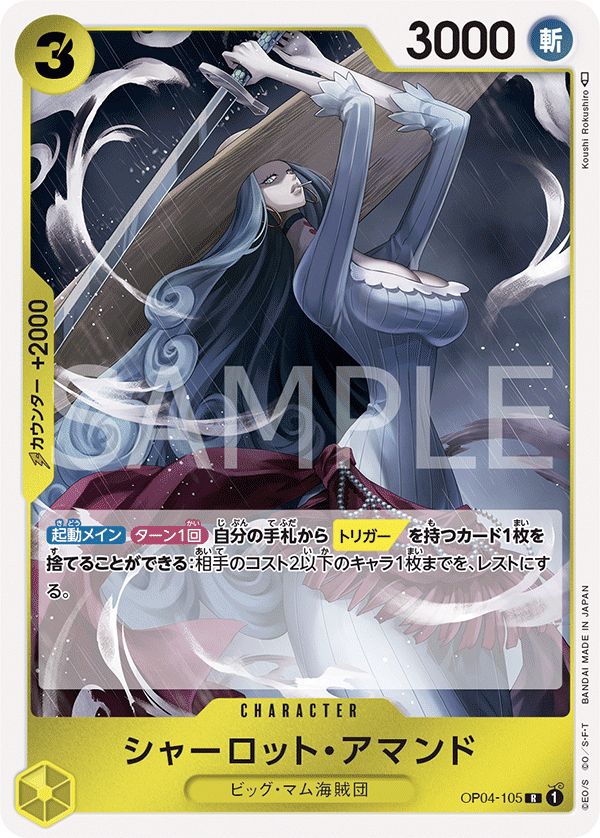 3
3000 斬
Koushi Rokushiro
カウンター +2000
SAMPLE
起動メイン ターン1回 自分の手札から トリガー を持つカード1枚を
捨てることができる:相手のコスト2以下のキャラ1枚までを、レストにす
る。
CHARACTER
シャーロット・アマンド
ビッグ・マム海賊団
OP04-105 R 1
©E.O/S ©O/S・F・T BANDAI MADE IN JAPAN